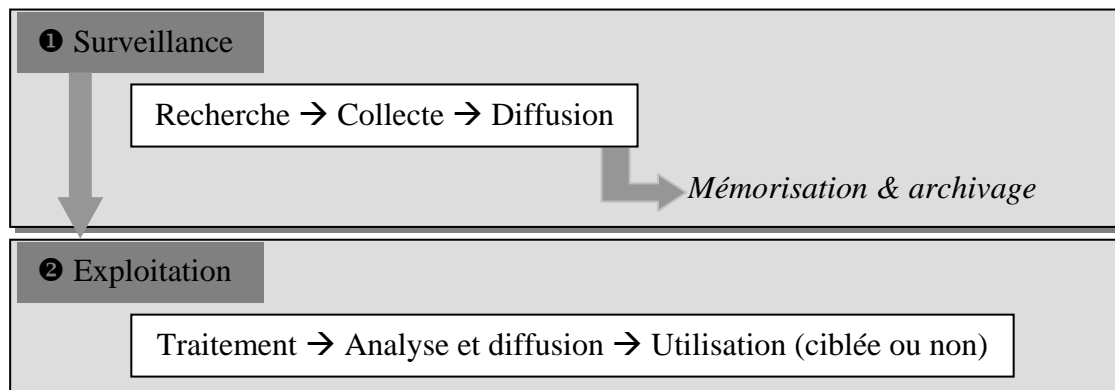 ❶ Surveillance
Recherche → Collecte → Diffusion
Mémorisation & archivage
❷ Exploitation
Traitement → Analyse et diffusion → Utilisation (ciblée ou non)